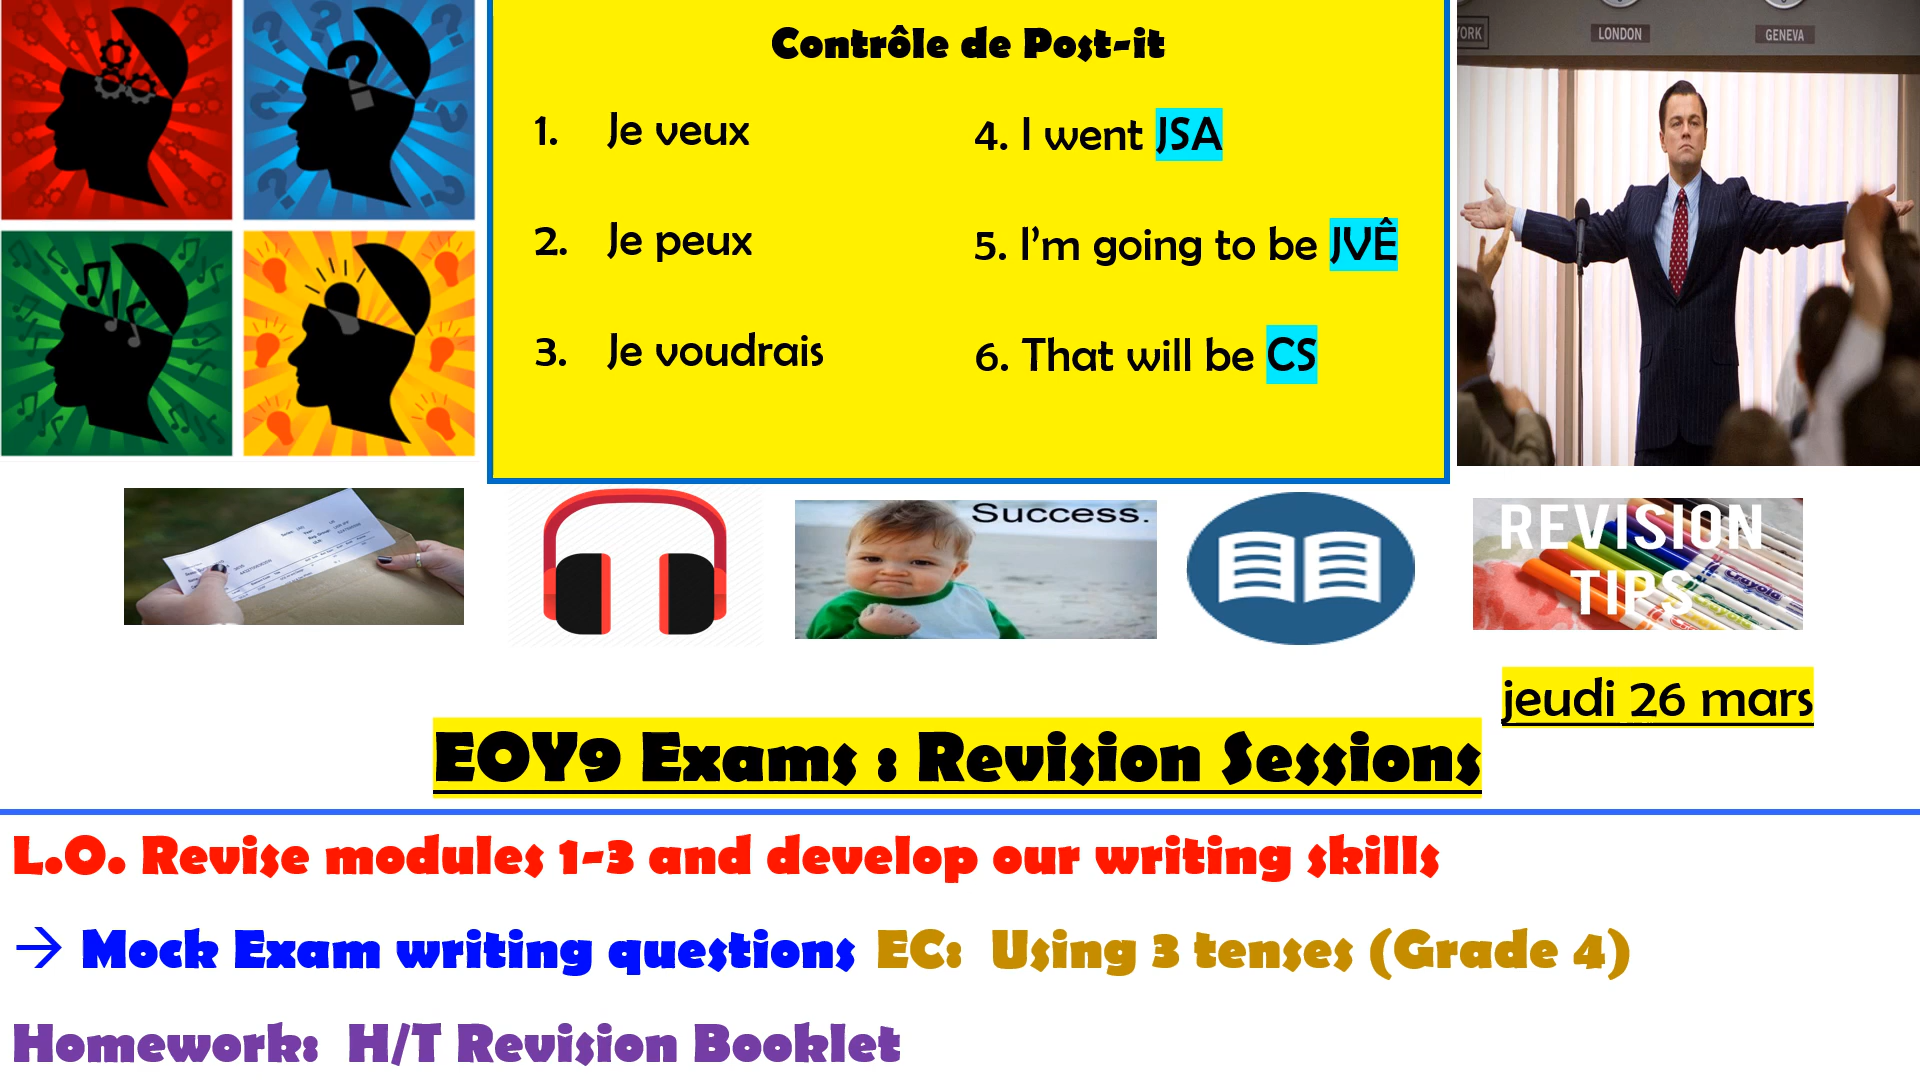 Contrôle de Post-it
1. Je veux
2. Je peux
3. Je voudrais
4. I went JSA
5. I'm going to be JVÊ
6. That will be CS
YORK
LONDON
GENEVA
Success.
REVISION
TIPS
Crayola
jeudi 26 mars
EOY9 Exams : Revision Sessions
L.O. Revise modules 1-3 and develop our writing skills
→ Mock Exam writing questions EC: Using 3 tenses (Grade 4)
Homework: H/T Revision Booklet